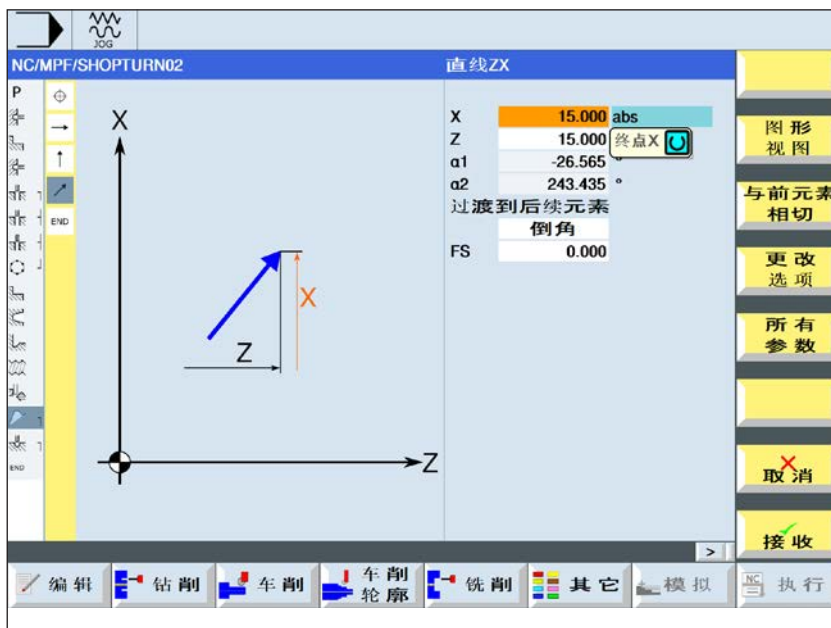 JOG
NC/MPF/SHOPTURN02
直线ZX
P
END
END
X
Z
X
Z
X 15.000 abs
Z 15.000 终点X
α1 -26.565 °
α2 243.435 °
过渡到后续元素
倒角
FS 0.000
图形
视图
与前元素
相切
更改
选项
所有
参数
取消
接收
>
编辑
钻削
车削
车削
轮廓
铣削
其它
模拟
NC
执行